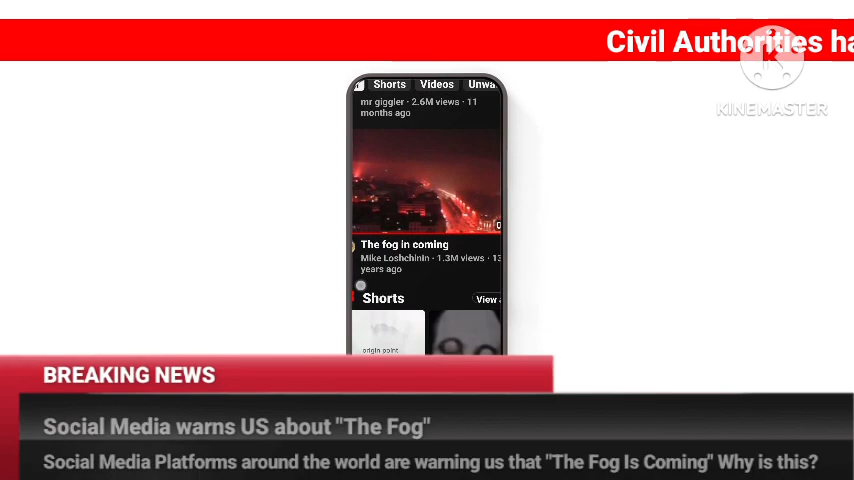 Civil Authorities ha
KINEMASTER
Shorts Videos Unwa
mr giggler · 2.6M views · 11
months ago
The fog in coming
Mike Loshchinin · 1.3M views · 13
years ago
Shorts
View a
origin point
BREAKING NEWS
Social Media warns US about "The Fog"
Social Media Platforms around the world are warning us that "The Fog Is Coming" Why is this?